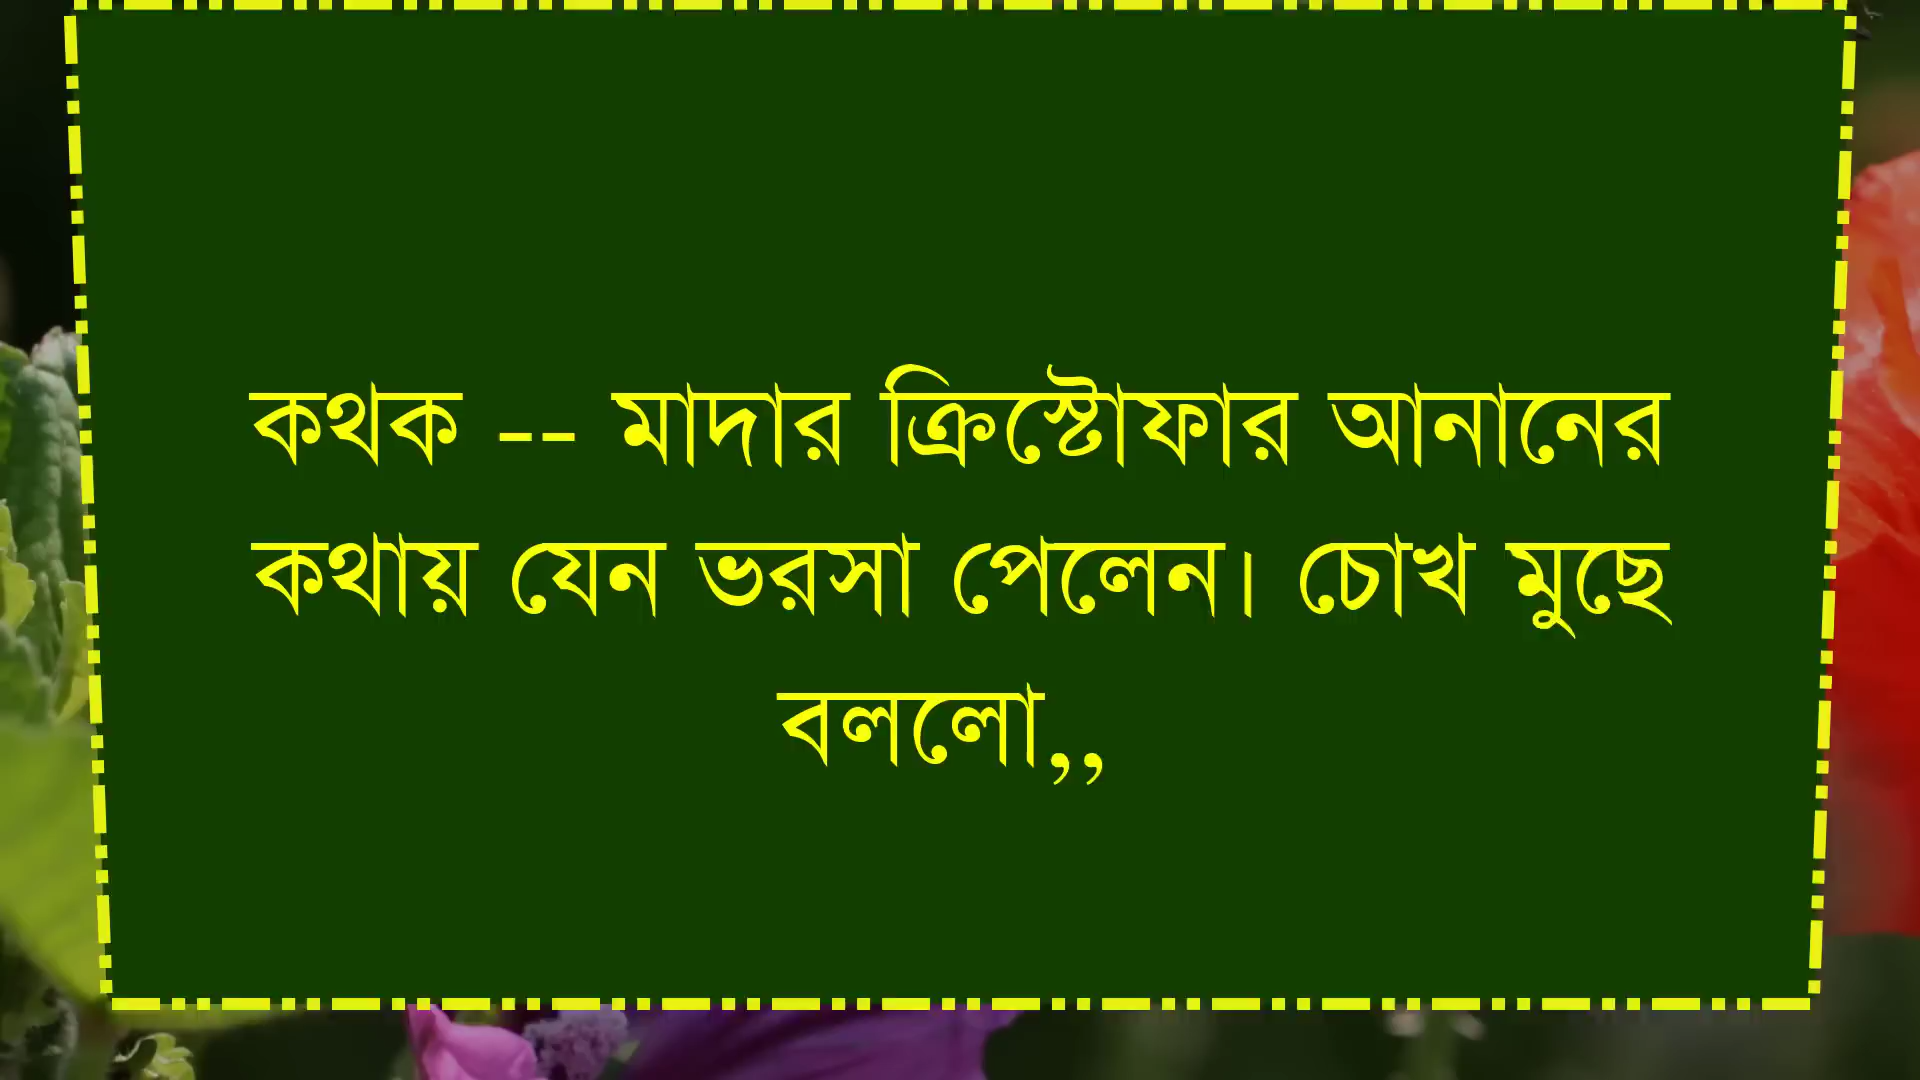 কথক -- মাদার ক্রিস্টোফার আনানের
কথায় যেন ভরসা পেলেন। চোখ মুছে
বললো,,